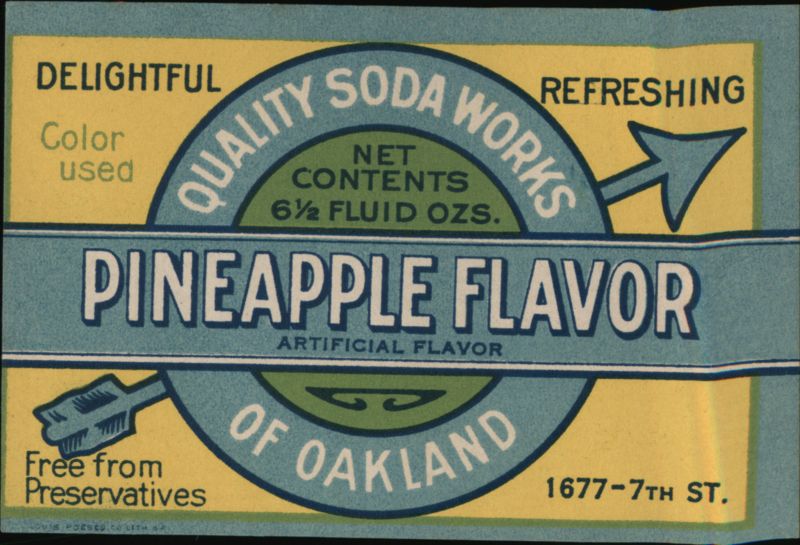 DELIGHTFUL
REFRESHING
QUALITY SODA WORKS
Color
used
NET
CONTENTS
6½ FLUID OZS.
PINEAPPLE FLAVOR
ARTIFICIAL FLAVOR
OF OAKLAND
Free from
Preservatives
1677-7TH ST.